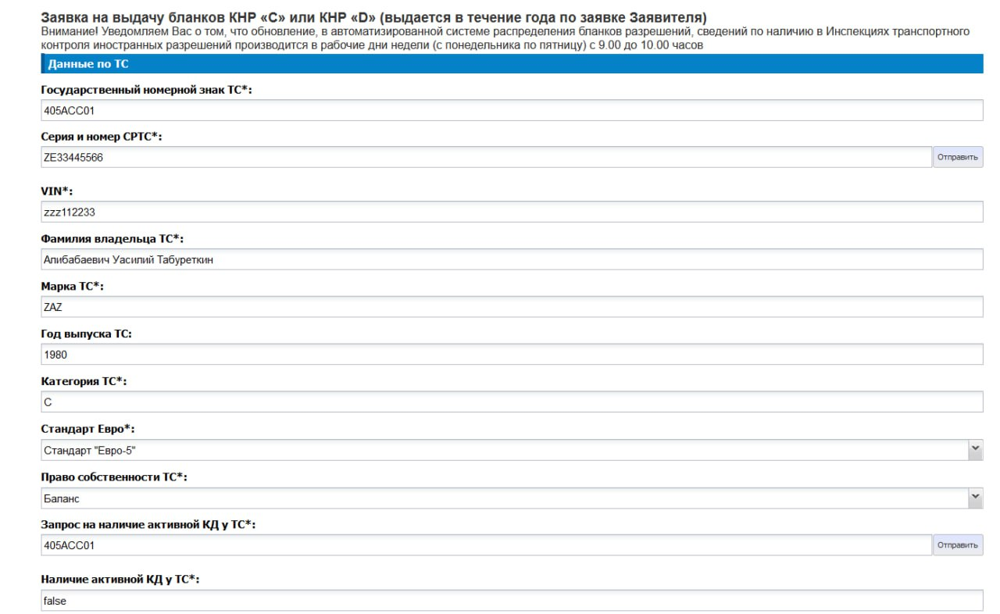 Заявка на выдачу бланков КНР «С» или КНР «D» (выдается в течение года по заявке Заявителя)
Внимание! Уведомляем Вас о том, что обновление, в автоматизированной системе распределения бланков разрешений, сведений по наличию в Инспекциях транспортного
контроля иностранных разрешений производится в рабочие дни недели (с понедельника по пятницу) с 9.00 до 10.00 часов
Данные по ТС
Государственный номерной знак ТС*:
405ACC01
Серия и номер СРТС*:
ZE33445566
Отправить
VIN*:
zzz112233
Фамилия владельца ТС*:
Алибабаевич Уасилий Табуреткин
Марка ТС*:
ZAZ
Год выпуска ТС:
1980
Категория ТС*:
C
Стандарт Евро*:
Стандарт "Евро-5"
Право собственности ТС*:
Баланс
Запрос на наличие активной КД у ТС*:
405ACC01
Отправить
Наличие активной КД у ТС*:
false